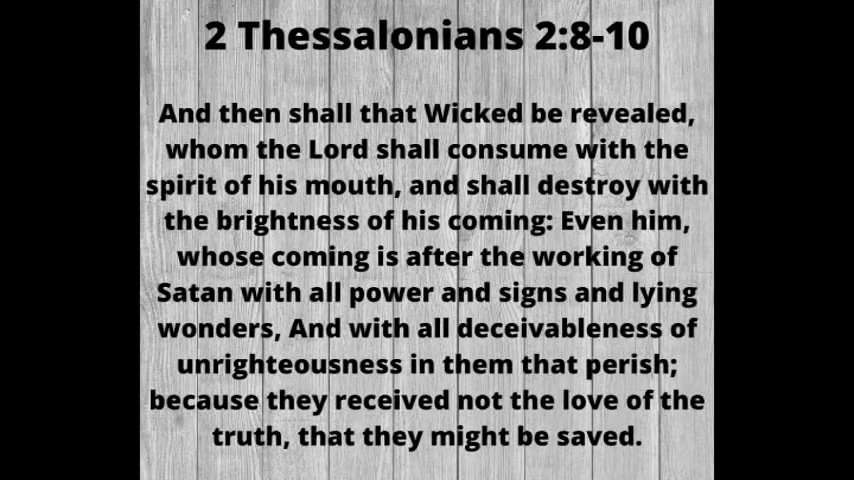 2 Thessalonians 2:8-10
And then shall that Wicked be revealed,
whom the Lord shall consume with the
spirit of his mouth, and shall destroy with
the brightness of his coming: Even him,
whose coming is after the working of
Satan with all power and signs and lying
wonders, And with all deceivableness of
unrighteousness in them that perish;
because they received not the love of the
truth, that they might be saved.